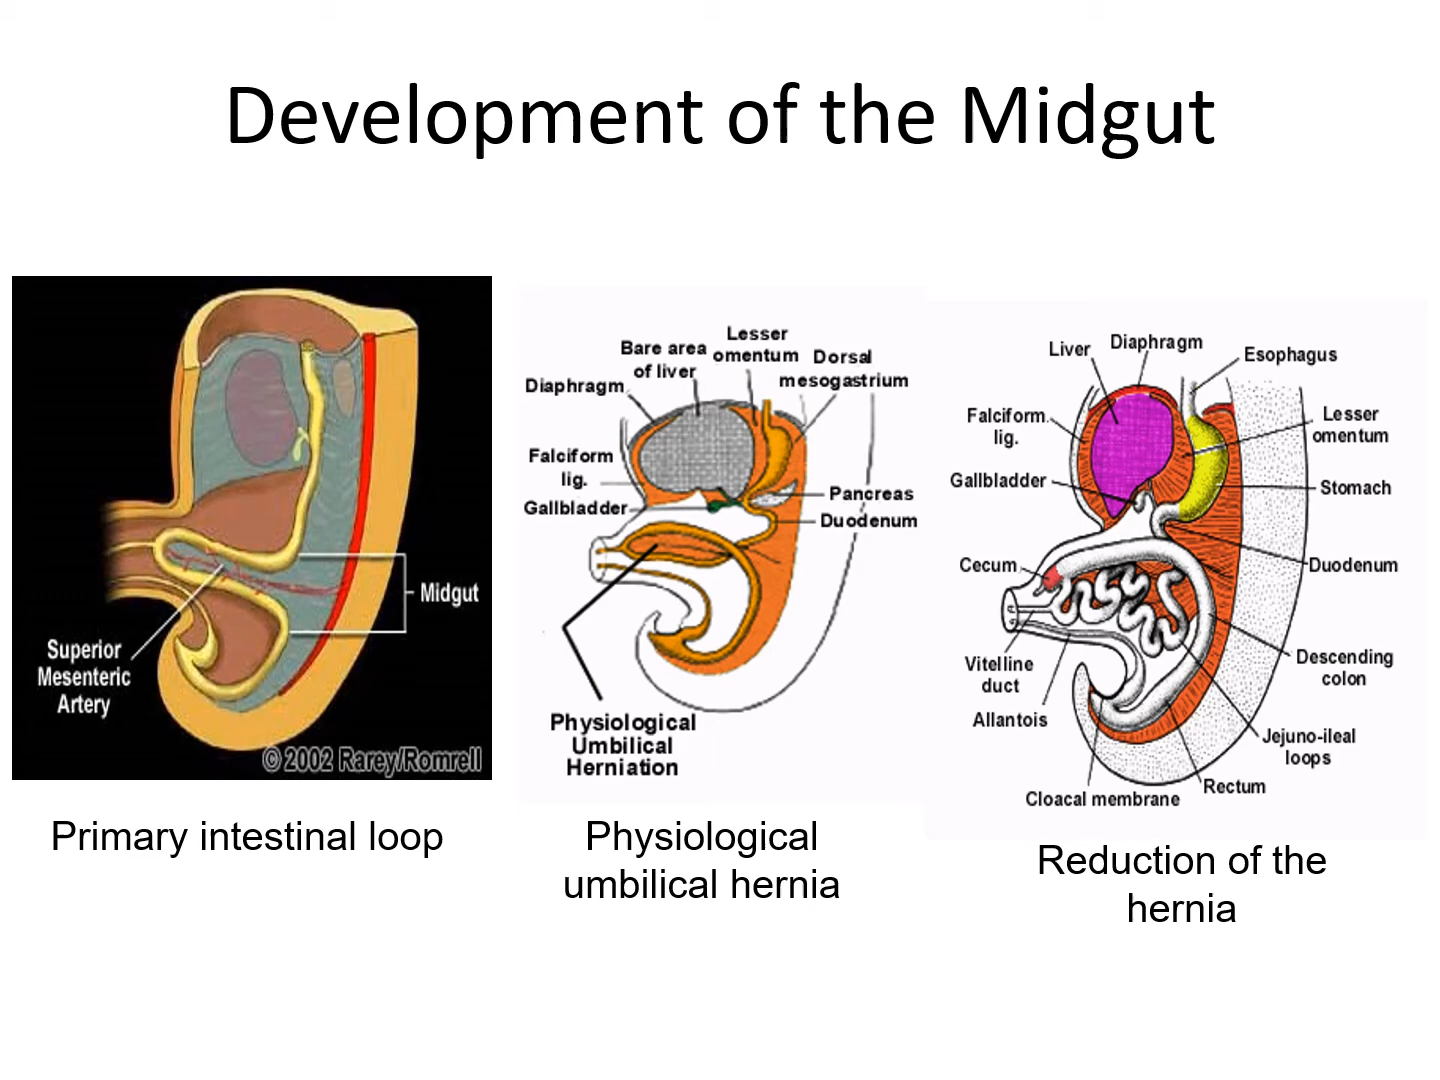 Development of the Midgut
Midgut
Superior
Mesenteric
Artery
© 2002 Rarey/Romrell
Primary intestinal loop
Lesser
omentum
Bare area
of liver
Dorsal
mesogastrium
Diaphragm
Falciform
lig.
Gallbladder
Pancreas
Duodenum
Physiological
Umbilical
Herniation
Physiological
umbilical hernia
Liver
Diaphragm
Esophagus
Falciform
lig.
Lesser
omentum
Gallbladder
Stomach
Cecum
Duodenum
Vitelline
duct
Descending
colon
Allantois
Jejuno-ileal
loops
Rectum
Cloacal membrane
Reduction of the
hernia